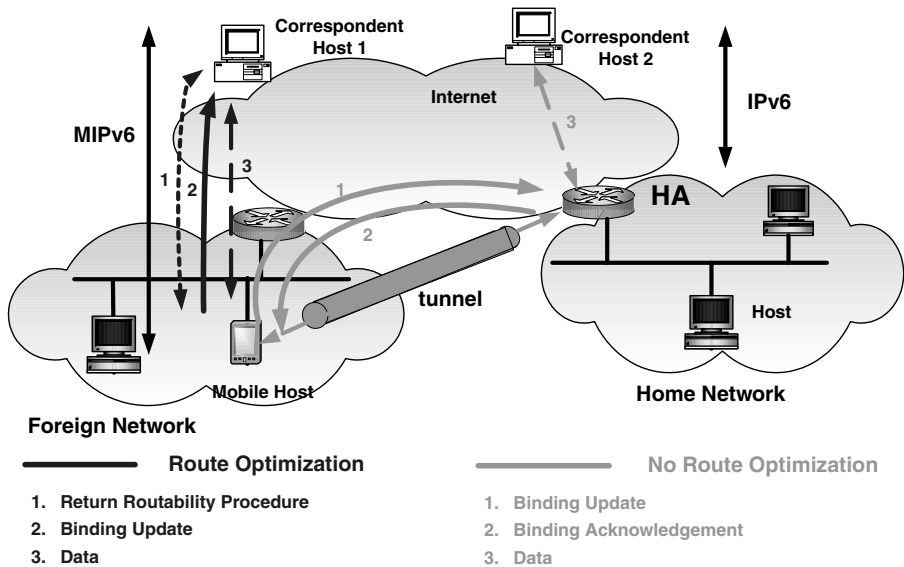 Correspondent
Host 1
Correspondent
Host 2
Internet
MIPv6
IPv6
1
2
3
3
1
2
HA
tunnel
Host
Mobile Host
Home Network
Foreign Network
Route Optimization
1. Return Routability Procedure
2. Binding Update
3. Data
No Route Optimization
1. Binding Update
2. Binding Acknowledgement
3. Data